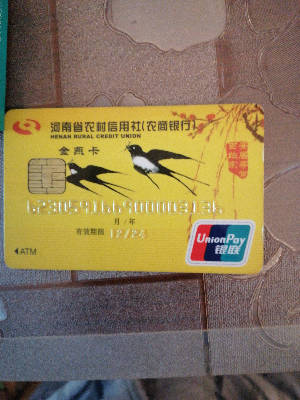 河南省农村信用社(农商银行)
HENAN RURAL CREDIT UNION
金燕卡
月/年
有效期限 12/24
◀ATM
UnionPay
银联